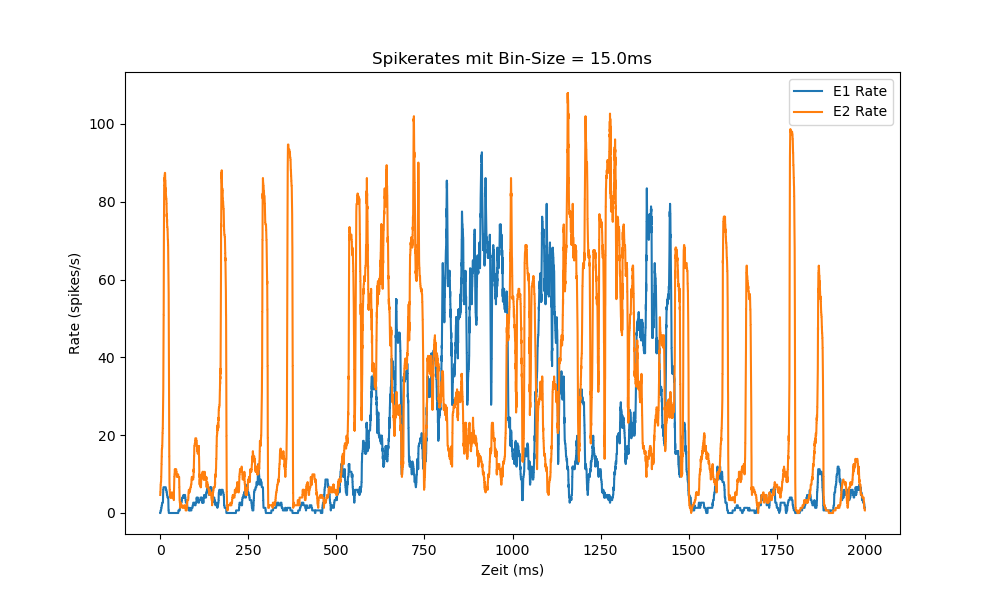 Spikerates mit Bin-Size = 15.0ms
E1 Rate
E2 Rate
Rate (spikes/s)
100
80
60
40
20
0
0 250 500 750 1000 1250 1500 1750 2000
Zeit (ms)